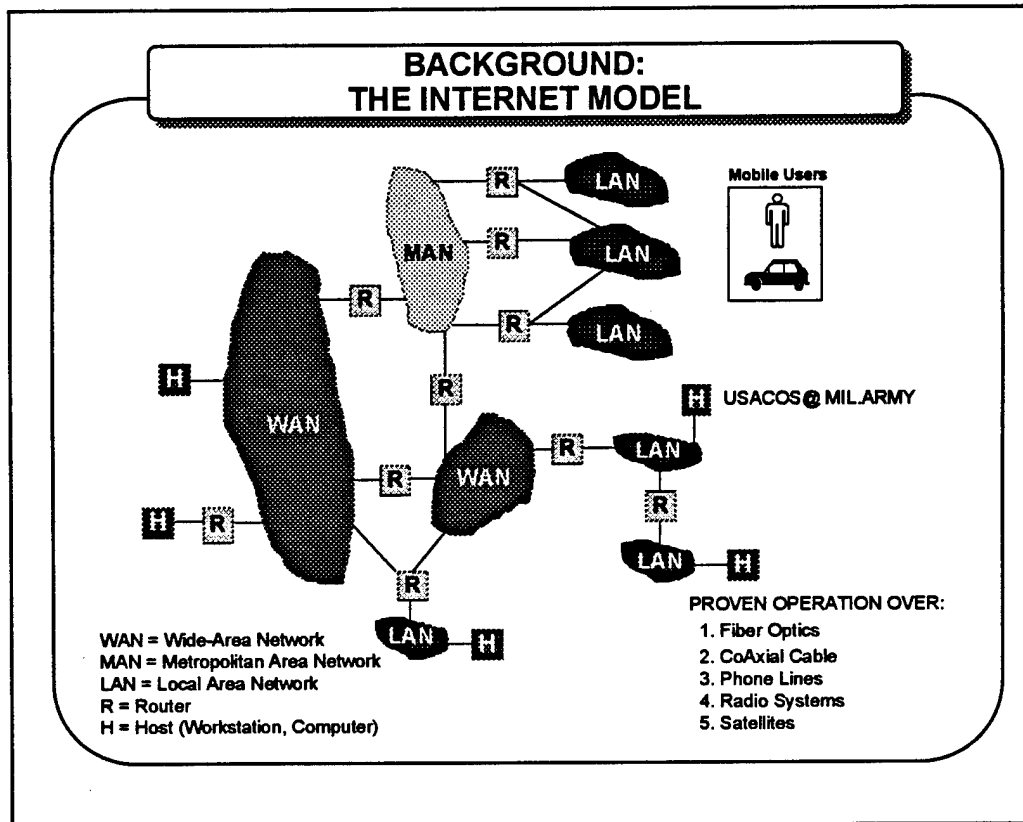 BACKGROUND:
THE INTERNET MODEL
Mobile Users
R
LAN
MAN
R
LAN
R
R
LAN
H
WAN
R
H
USACOS@MIL.ARMY
R
WAN
R
LAN
H
R
R
R
LAN
H
LAN
H
WAN = Wide-Area Network
MAN = Metropolitan Area Network
LAN = Local Area Network
R = Router
H = Host (Workstation, Computer)
PROVEN OPERATION OVER:
1. Fiber Optics
2. CoAxial Cable
3. Phone Lines
4. Radio Systems
5. Satellites